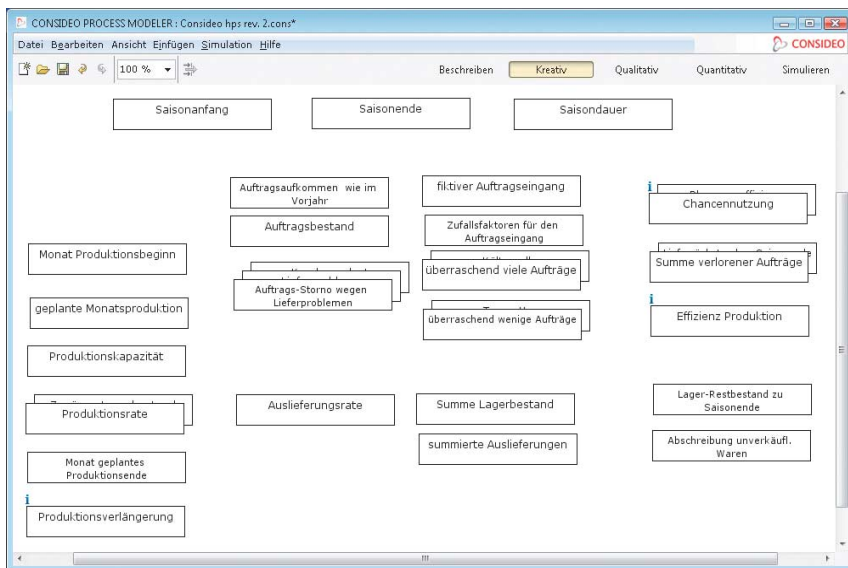 CONSIDEO PROCESS MODELER : Consideo hps rev. 2.cons*
Datei Bearbeiten Ansicht Einfügen Simulation Hilfe
CONSIDEO
100 %
Beschreiben Kreativ Qualitativ Quantitativ Simulieren
Saisonanfang
Saisonende
Saisondauer
Auftragsaufkommen wie im
Vorjahr
fiktiver Auftragseingang
i
Chancennutzung
Auftragsbestand
Zufallsfaktoren für den
Auftragseingang
Monat Produktionsbeginn
überraschend viele Aufträge
Summe verlorener Aufträge
Auftrags-Storno wegen
Lieferproblemen
geplante Monatsproduktion
überraschend wenige Aufträge
i
Effizienz Produktion
Produktionskapazität
Produktionsrate
Auslieferungsrate
Summe Lagerbestand
Lager-Restbestand zu
Saisonende
summierte Auslieferungen
Abschreibung unverkäufl.
Waren
Monat geplantes
Produktionsende
i
Produktionsverlängerung